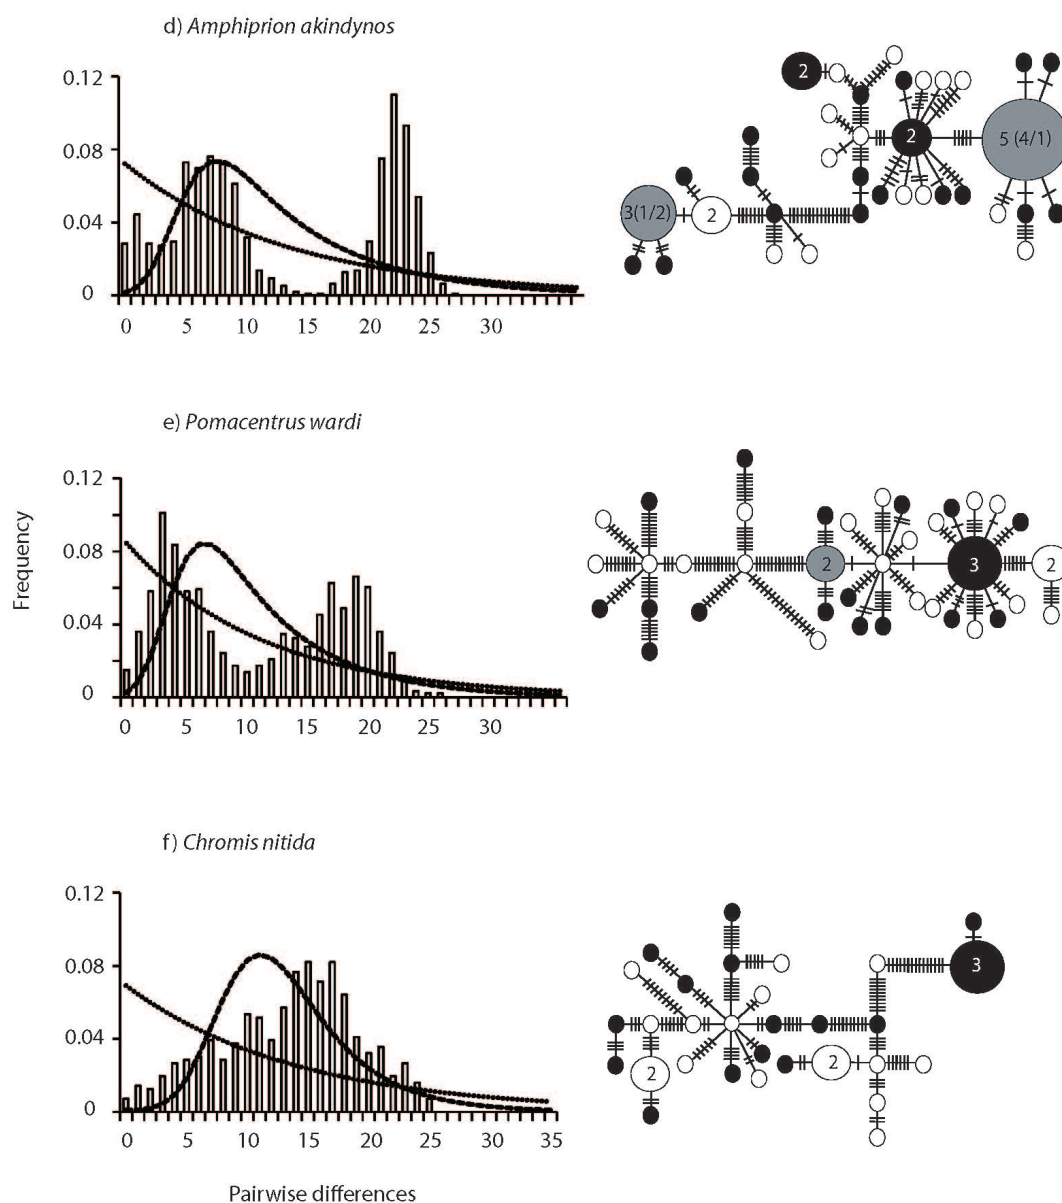 d) Amphiprion akindynos
0.12
0.08
0.04
0
0 5 10 15 20 25 30
2
2
5 (4/1)
3(1/2)
2
e) Pomacentrus wardi
Frequency
0.12
0.08
0.04
0
0 5 10 15 20 25 30
2
3
2
f) Chromis nitida
0.12
0.08
0.04
0
0 5 10 15 20 25 30 35
3
2
2
Pairwise differences